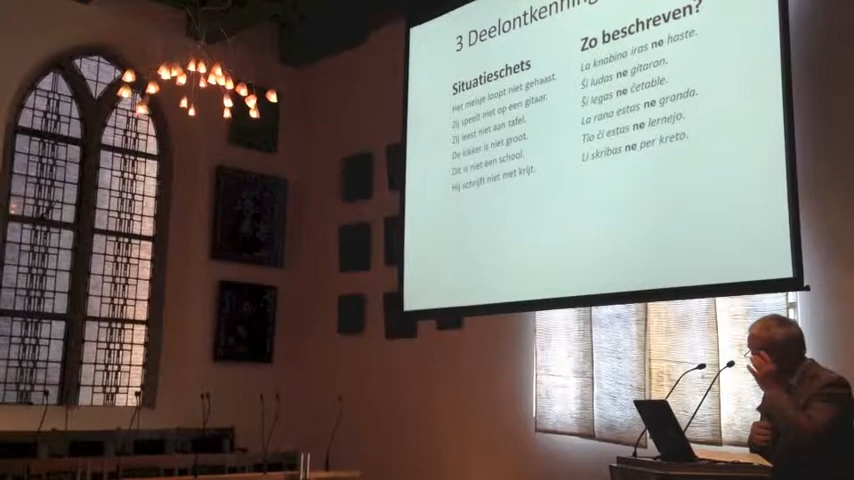 3 Deelontkenning
Situatieschets
Het meisje loopt niet gehaast.
Zij speelt niet op een gitaar.
Zij leest niet aan tafel.
De kikker is niet groot.
Dit is niet een school.
Hij schrijft niet met krijt.
Zo beschreven?
La knabino iras ne haste.
Ŝi ludas ne gitaron.
Ŝi legas ne ĉetable.
La rana estas ne granda.
Tio ĉi estas ne lernejo.
Li skribas ne per kreto.